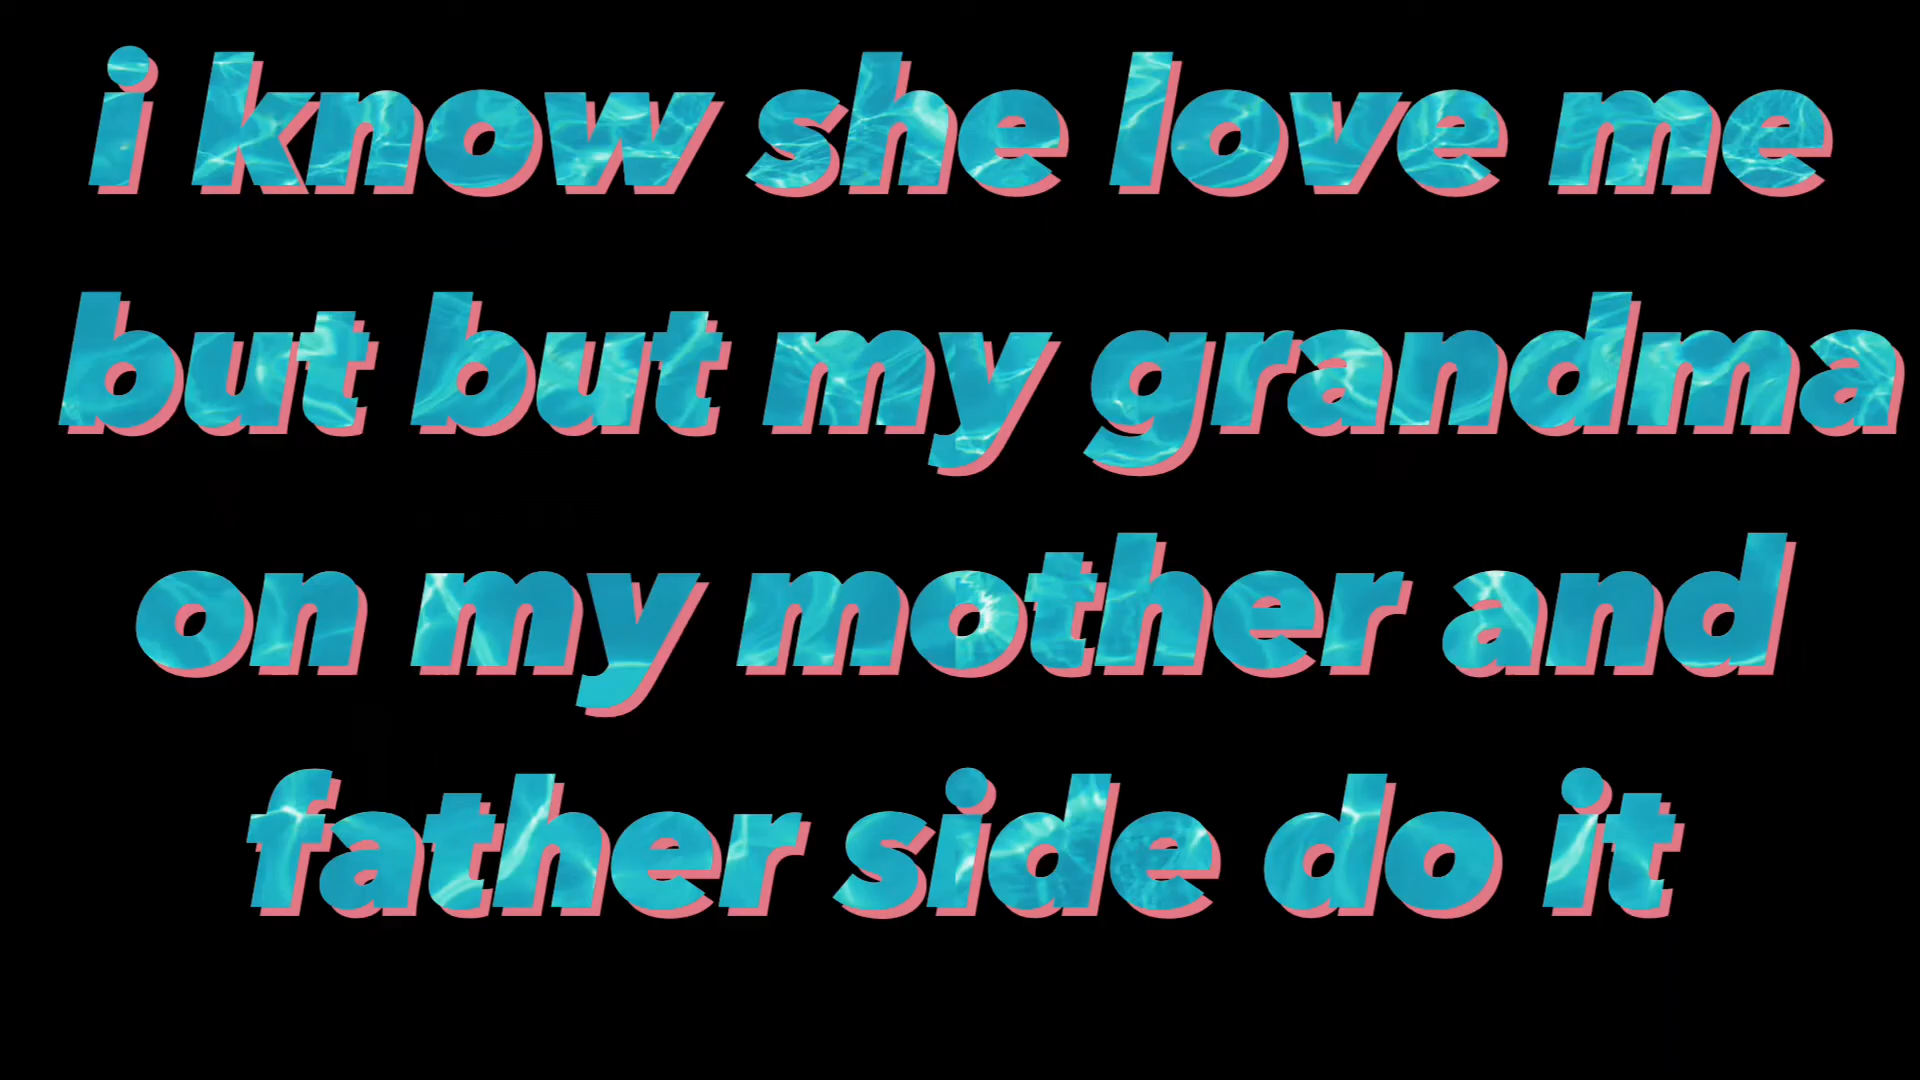 i know she love me
but but my grandma
on my mother and
father side do it